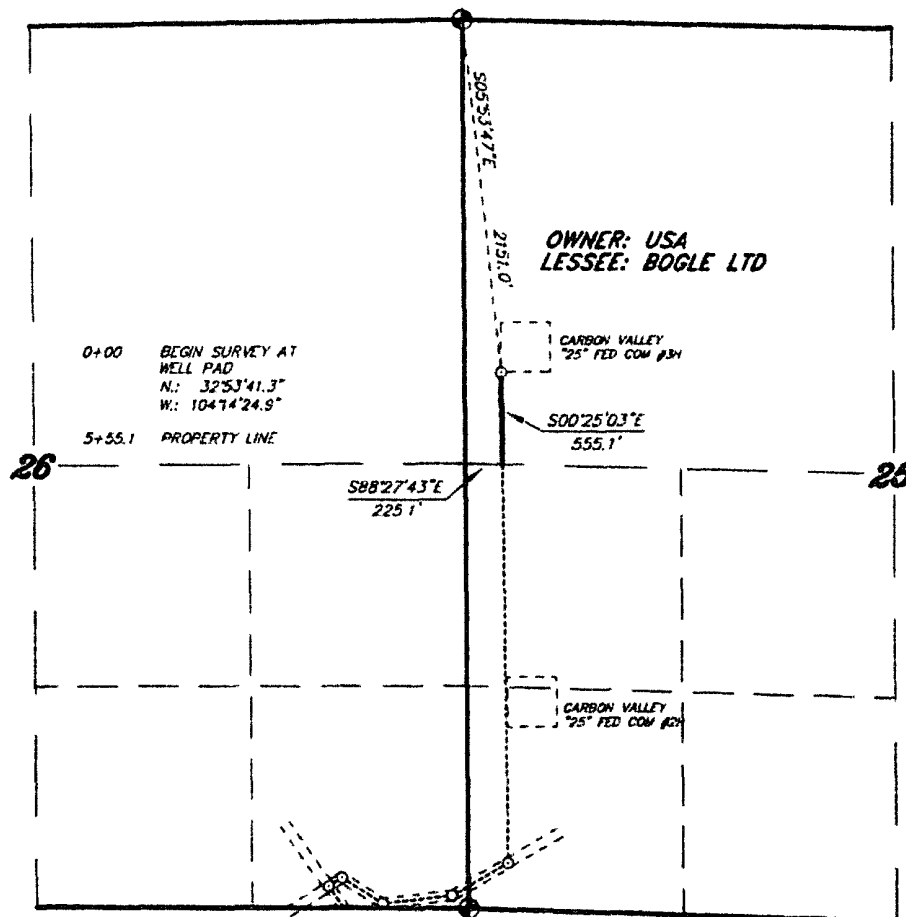 S05°53'47"E
2151.0'
OWNER: USA
LESSEE: BOGLE LTD
CARBON VALLEY
"25" FED COM #3H
0+00 BEGIN SURVEY AT
WELL PAD
N.: 32°53'41.3"
W.: 104°14'24.9"
5+55.1 PROPERTY LINE
S00°25'03"E
555.1'
26
25
S88°27'43"E
225.1'
CARBON VALLEY
"25" FED COM #2H